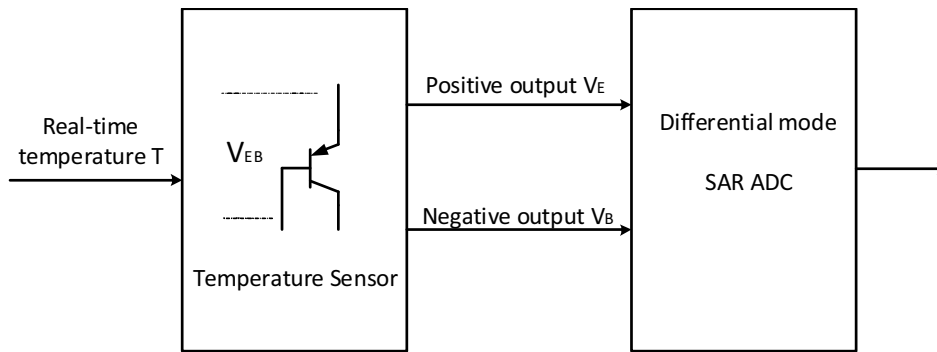 Real-time
temperature T
VEB
Temperature Sensor
Positive output VE
Negative output VB
Differential mode
SAR ADC